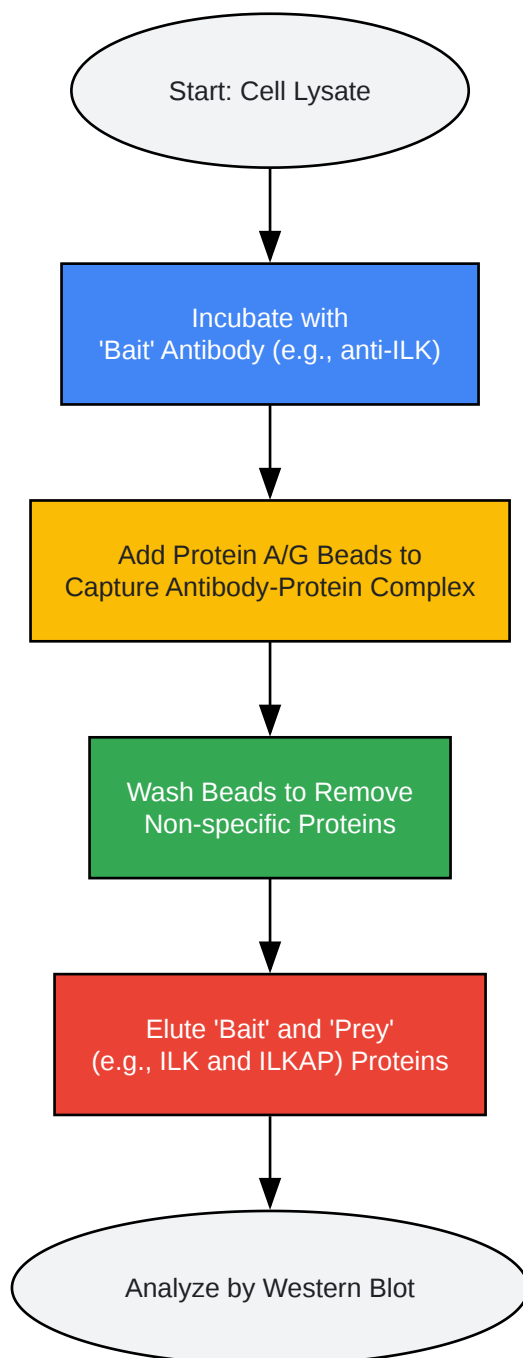 Start: Cell Lysate
Incubate with
'Bait' Antibody (e.g., anti-ILK)
Add Protein A/G Beads to
Capture Antibody-Protein Complex
Wash Beads to Remove
Non-specific Proteins
Elute 'Bait' and 'Prey'
(e.g., ILK and ILKAP) Proteins
Analyze by Western Blot